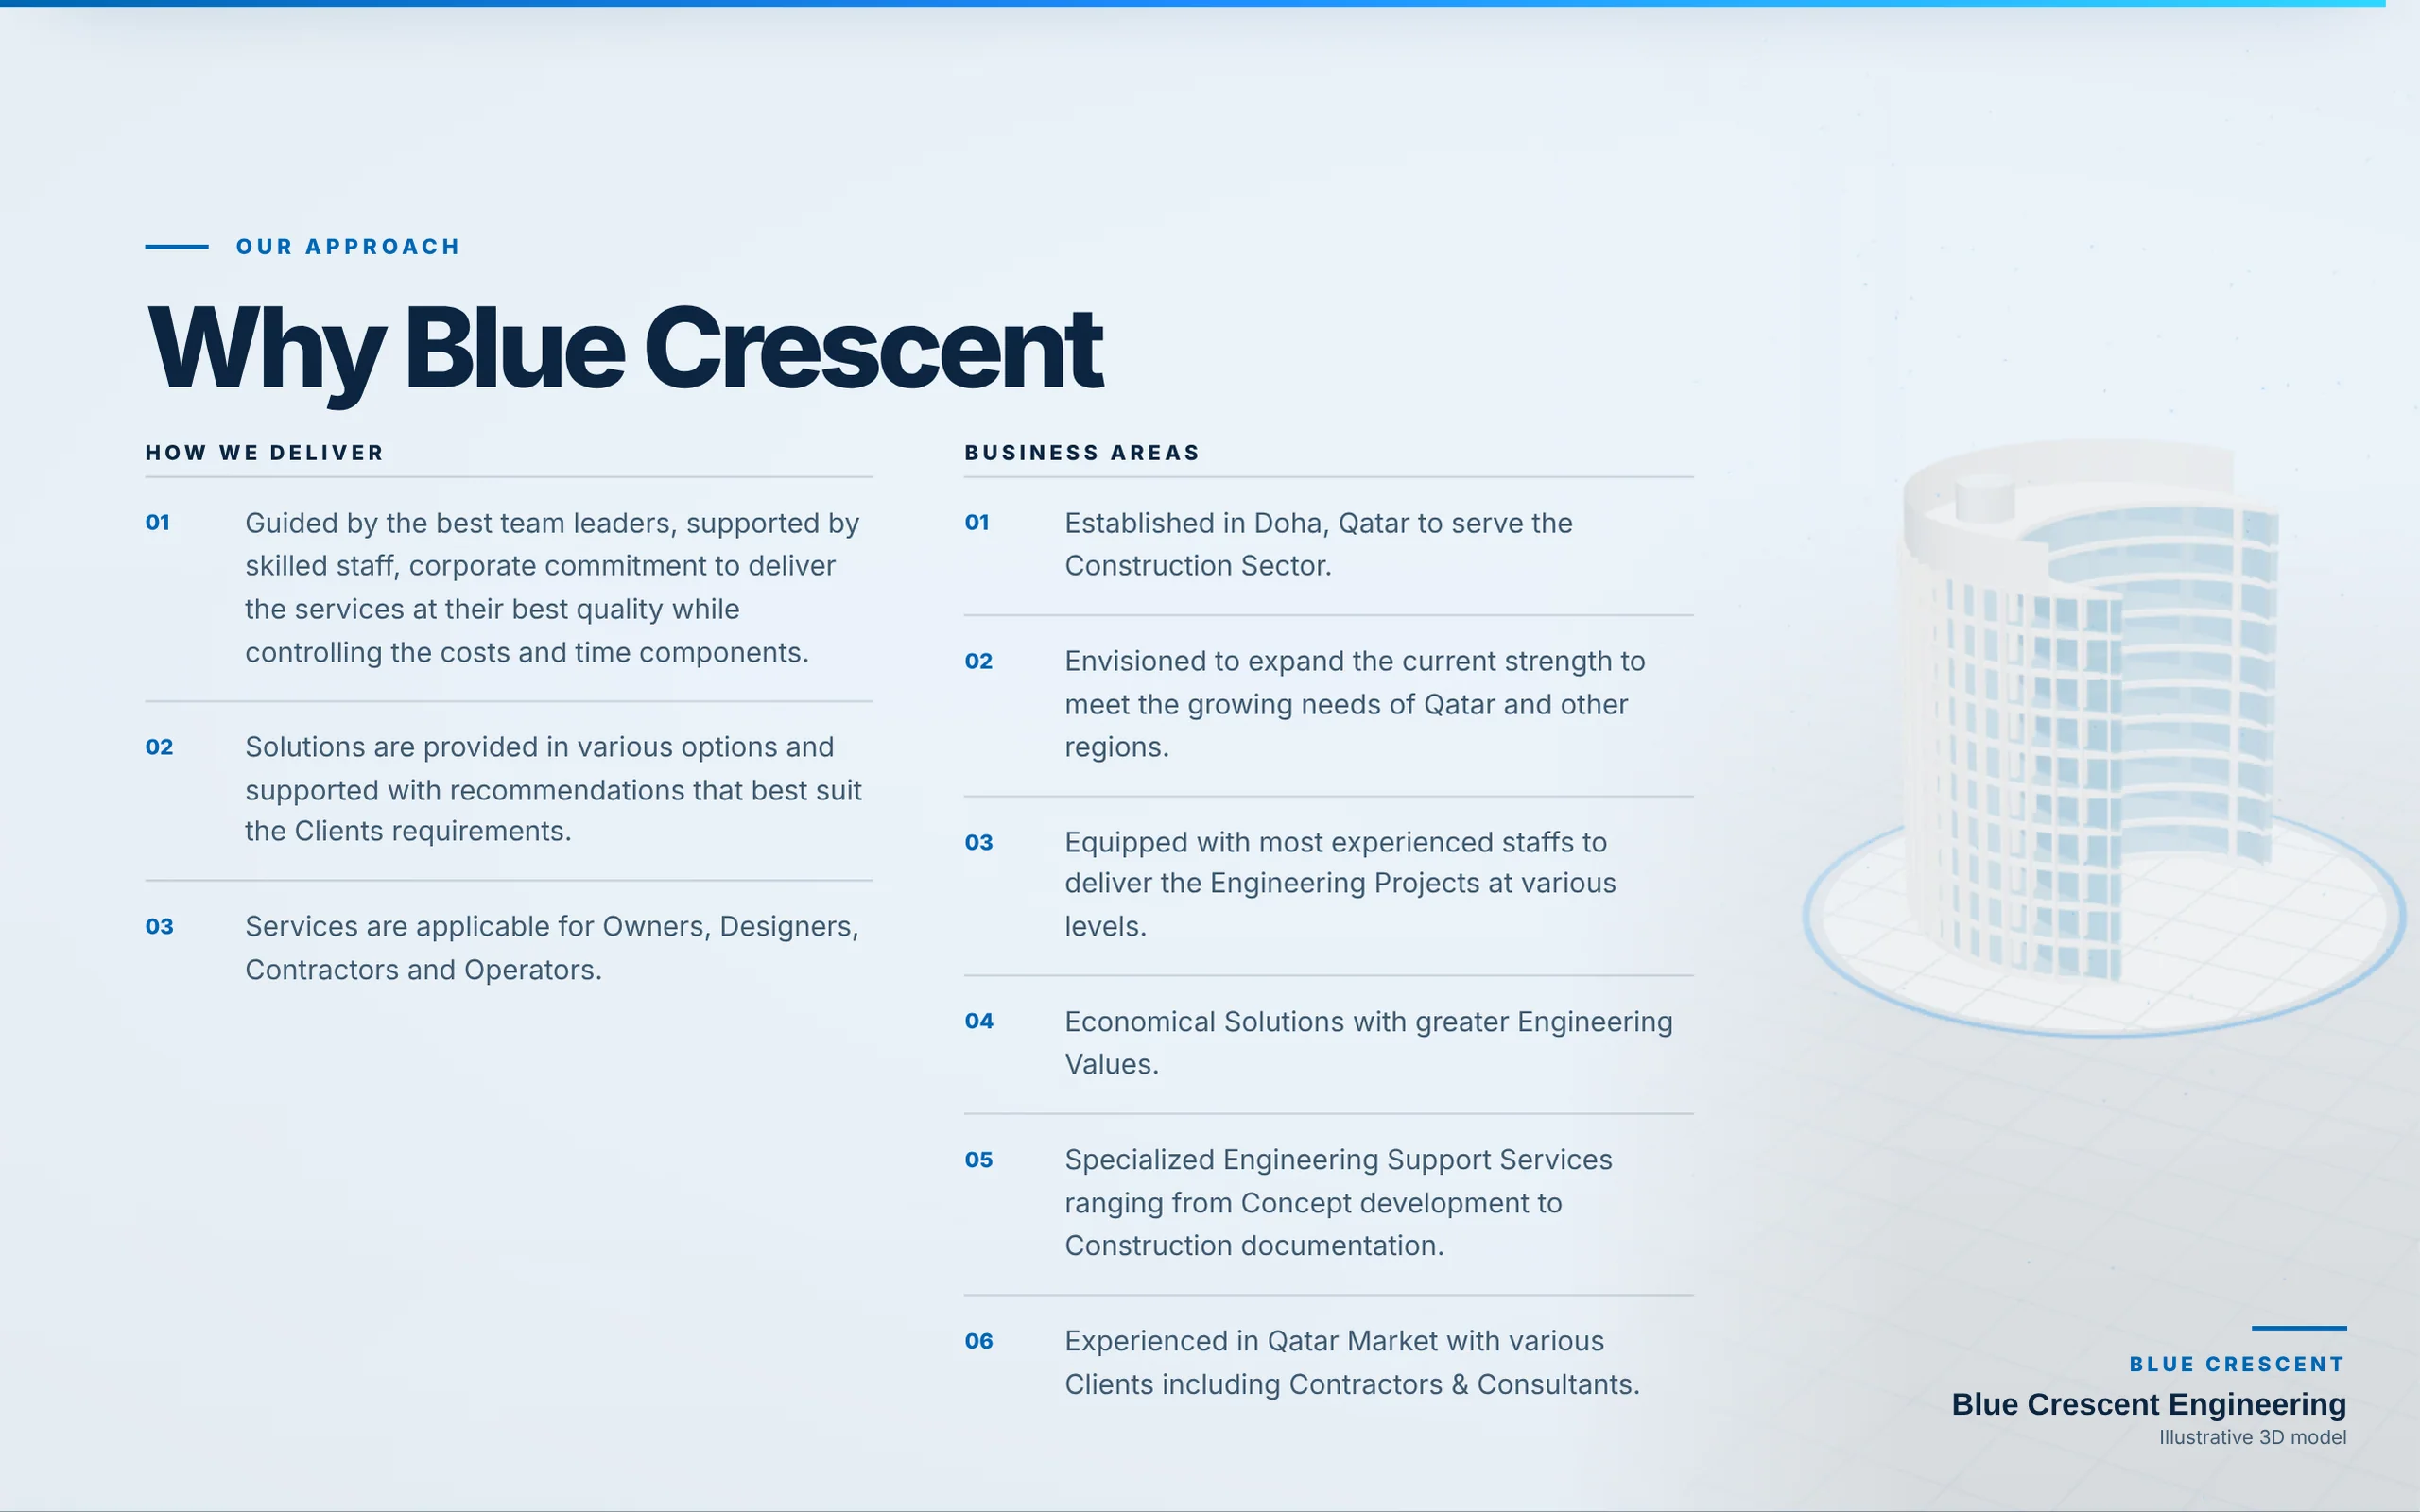 OUR APPROACH
Why Blue Crescent
HOW WE DELIVER
01
Guided by the best team leaders, supported by
skilled staff, corporate commitment to deliver
the services at their best quality while
controlling the costs and time components.
02
Solutions are provided in various options and
supported with recommendations that best suit
the Clients requirements.
03
Services are applicable for Owners, Designers,
Contractors and Operators.
BUSINESS AREAS
01
Established in Doha, Qatar to serve the
Construction Sector.
02
Envisioned to expand the current strength to
meet the growing needs of Qatar and other
regions.
03
Equipped with most experienced staffs to
deliver the Engineering Projects at various
levels.
04
Economical Solutions with greater Engineering
Values.
05
Specialized Engineering Support Services
ranging from Concept development to
Construction documentation.
06
Experienced in Qatar Market with various
Clients including Contractors & Consultants.
BLUE CRESCENT
Blue Crescent Engineering
Illustrative 3D model